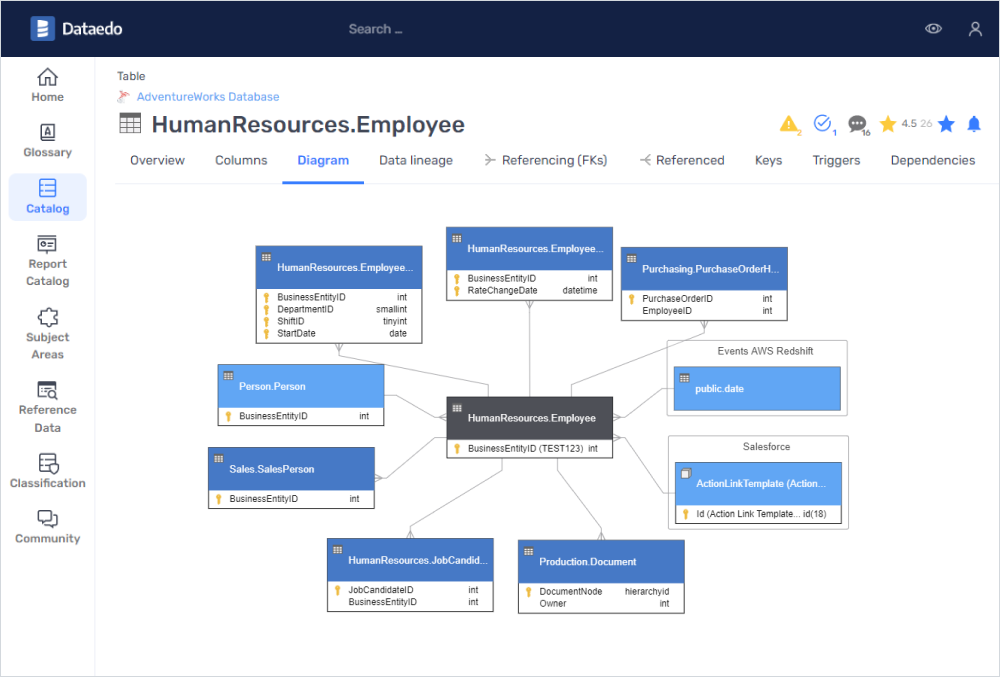 Dataedo
Search _
Home
Glossary
Catalog
Report
Catalog
Subject
Areas
Reference
Data
Classification
Community
Table
AdventureWorks Database
HumanResources.Employee
2
1
16
4.5 26
Overview Columns Diagram Data lineage Referencing (FKs) Referenced Keys Triggers Dependencies
HumanResources.Employee...
BusinessEntityID int
DepartmentID smallint
ShiftID tinyint
StartDate date
HumanResources.Employee...
BusinessEntityID int
RateChangeDate datetime
Purchasing.PurchaseOrderH...
PurchaseOrderID int
EmployeeID int
Events AWS Redshift
public.date
Person.Person
BusinessEntityID int
HumanResources.Employee
BusinessEntityID (TEST123) int
Sales.SalesPerson
BusinessEntityID int
Salesforce
ActionLinkTemplate (Action...
Id (Action Link Template... id(18)
HumanResources.JobCandid...
JobCandidateID int
BusinessEntityID int
Production.Document
DocumentNode hierarchyid
Owner int